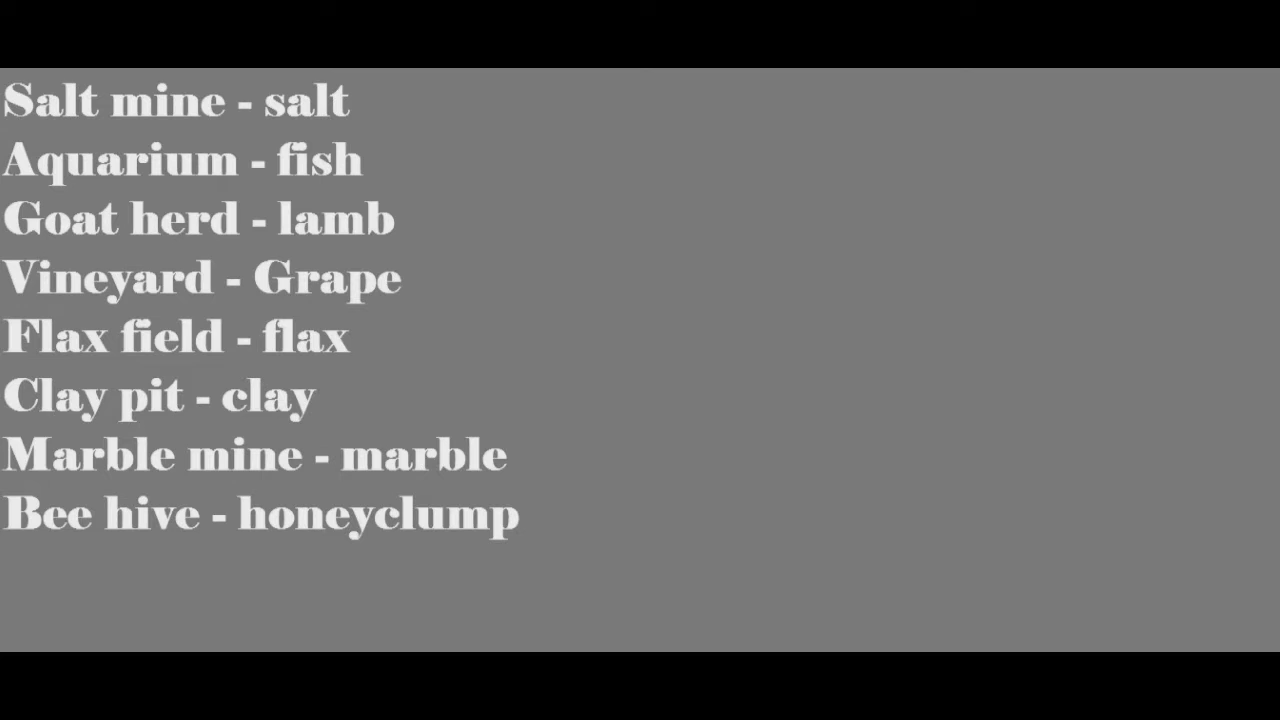 Salt mine - salt
Aquarium - fish
Goat herd - lamb
Vineyard - Grape
Flax field - flax
Clay pit - clay
Marble mine - marble
Bee hive - honeyclump